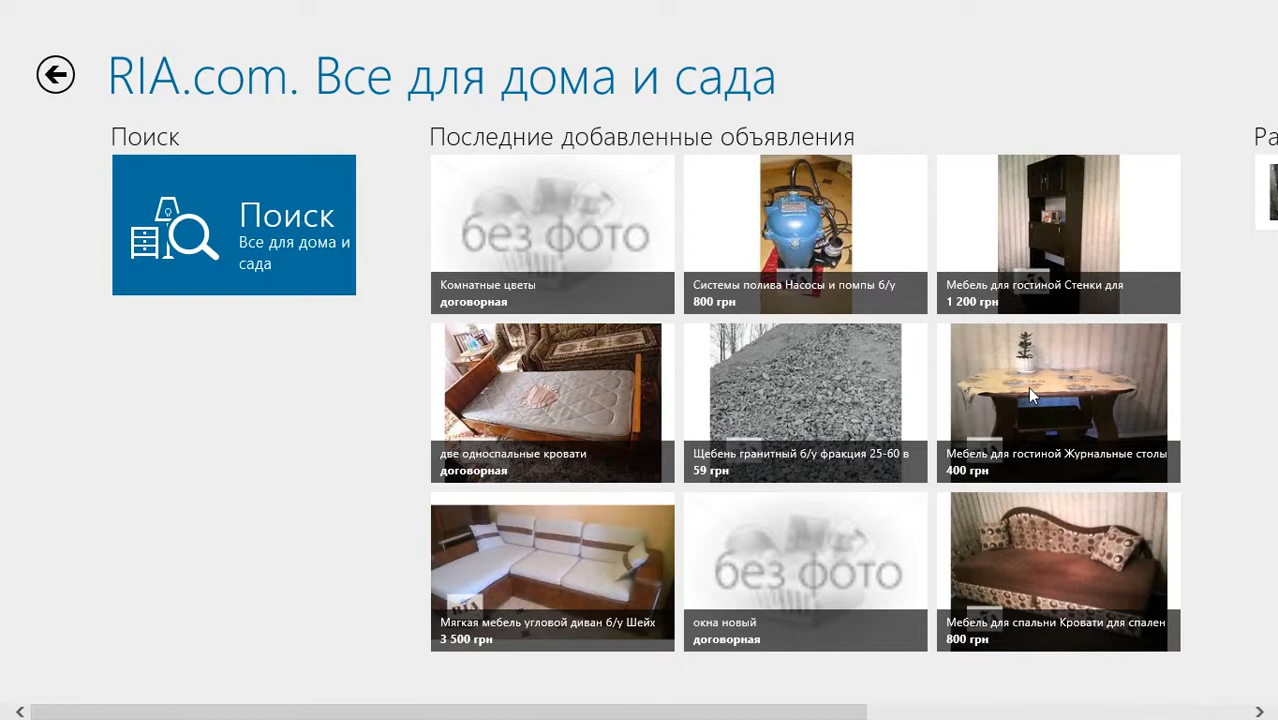 RIA.com. Все для дома и сада
Поиск
Последние добавленные объявления
Ра
Поиск
Все для дома и
сада
без фото
Комнатные цветы
договорная
Системы полива Насосы и помпы б/у
800 грн
Мебель для гостиной Стенки для
1 200 грн
две односпальные кровати
договорная
Щебень гранитный б/у фракция 25-60 в
59 грн
Мебель для гостиной Журнальные столы
400 грн
RIA
Мягкая мебель угловой диван б/у Шейх
3 500 грн
без фото
окна новый
договорная
Мебель для спальни Кровати для спален
800 грн